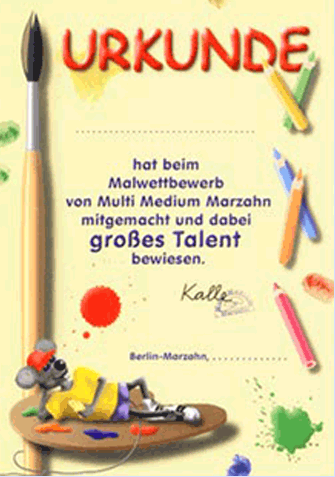 URKUNDE
hat beim
Malwettbewerb
von Multi Medium Marzahn
mitgemacht und dabei
großes Talent
bewiesen.
Kalle
Berlin-Marzahn,